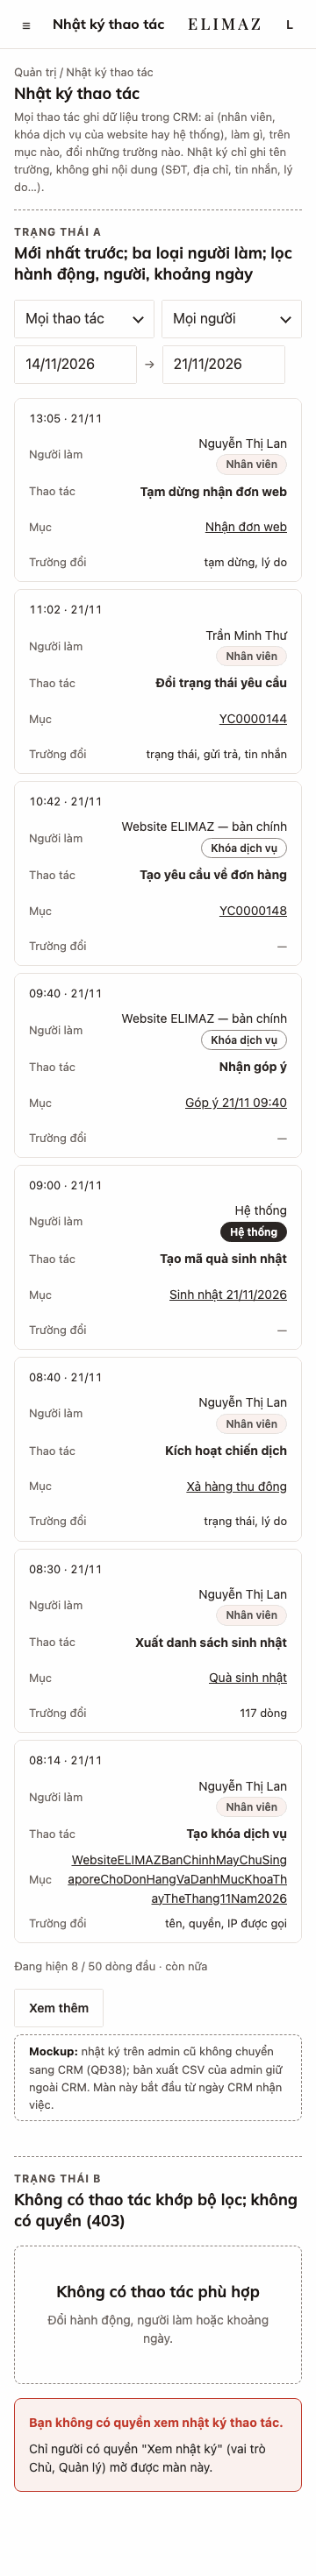 ≡ Nhật ký thao tác ELIMAZ L
Quản trị / Nhật ký thao tác
Nhật ký thao tác
Mọi thao tác ghi dữ liệu trong CRM: ai (nhân viên,
khóa dịch vụ của website hay hệ thống), làm gì, trên
mục nào, đổi những trường nào. Nhật ký chỉ ghi tên
trường, không ghi nội dung (SĐT, địa chỉ, tin nhắn, lý
do…).
TRẠNG THÁI A
Mới nhất trước; ba loại người làm; lọc
hành động, người, khoảng ngày
Mọi thao tác Mọi người
14/11/2026 → 21/11/2026
13:05 · 21/11
Người làm Nguyễn Thị Lan
Nhân viên
Thao tác Tạm dừng nhận đơn web
Mục Nhận đơn web
Trường đổi tạm dừng, lý do
11:02 · 21/11
Người làm Trần Minh Thư
Nhân viên
Thao tác Đổi trạng thái yêu cầu
Mục YC0000144
Trường đổi trạng thái, gửi trả, tin nhắn
10:42 · 21/11
Người làm Website ELIMAZ — bản chính
Khóa dịch vụ
Thao tác Tạo yêu cầu về đơn hàng
Mục YC0000148
Trường đổi —
09:40 · 21/11
Người làm Website ELIMAZ — bản chính
Khóa dịch vụ
Thao tác Nhận góp ý
Mục Góp ý 21/11 09:40
Trường đổi —
09:00 · 21/11
Người làm Hệ thống
Hệ thống
Thao tác Tạo mã quà sinh nhật
Mục Sinh nhật 21/11/2026
Trường đổi —
08:40 · 21/11
Người làm Nguyễn Thị Lan
Nhân viên
Thao tác Kích hoạt chiến dịch
Mục Xả hàng thu đông
Trường đổi trạng thái, lý do
08:30 · 21/11
Người làm Nguyễn Thị Lan
Nhân viên
Thao tác Xuất danh sách sinh nhật
Mục Quà sinh nhật
Trường đổi 117 dòng
08:14 · 21/11
Người làm Nguyễn Thị Lan
Nhân viên
Thao tác Tạo khóa dịch vụ
Mục WebsiteELIMAZBanChinhMayChuSing
aporeChoDonHangVaDanhMucKhoaTh
ayTheThang11Nam2026
Trường đổi tên, quyền, IP được gọi
Đang hiện 8 / 50 dòng đầu · còn nữa
Xem thêm
Mockup: nhật ký trên admin cũ không chuyển
sang CRM (QĐ38); bản xuất CSV của admin giữ
ngoài CRM. Màn này bắt đầu từ ngày CRM nhận
việc.
TRẠNG THÁI B
Không có thao tác khớp bộ lọc; không
có quyền (403)
Không có thao tác phù hợp
Đổi hành động, người làm hoặc khoảng
ngày.
Bạn không có quyền xem nhật ký thao tác.
Chỉ người có quyền "Xem nhật ký" (vai trò
Chủ, Quản lý) mở được màn này.